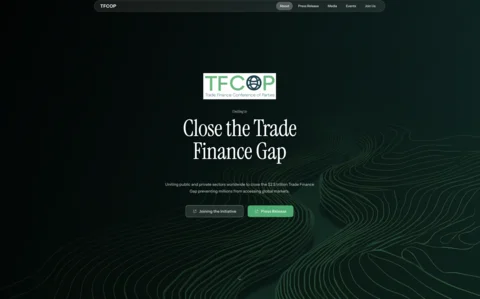 TFCOP
About
Press Release
Media
Events
Join Us
TFCOP
Trade Finance Conference of Parties
Close the Trade
Finance Gap
Uniting public and private sectors worldwide to close the $2.5 trillion Trade Finance
Gap preventing millions from accessing global markets.
Joining the Initiative
Press Release